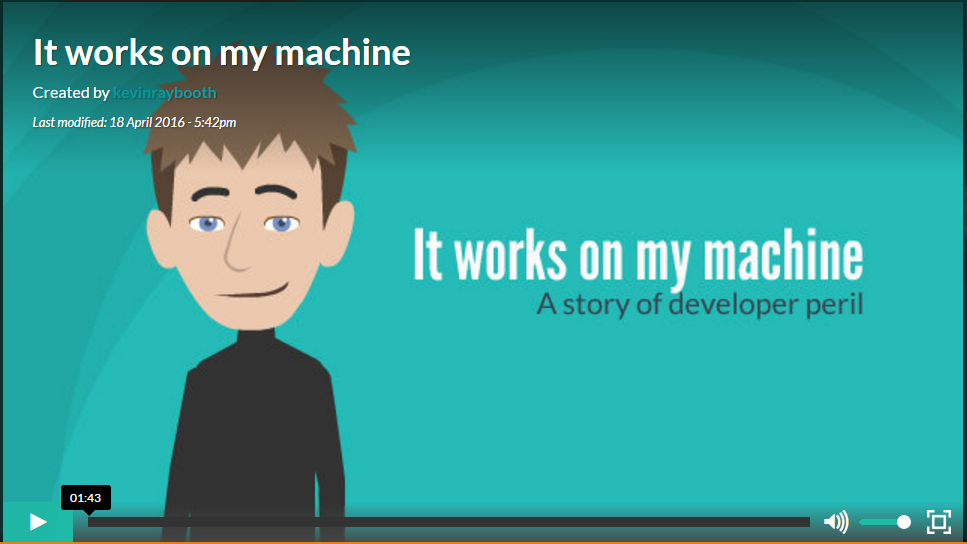 It works on my machine
Created by kevinraybooth
Last modified: 18 April 2016 - 5:42pm
It works on my machine
A story of developer peril
01:43